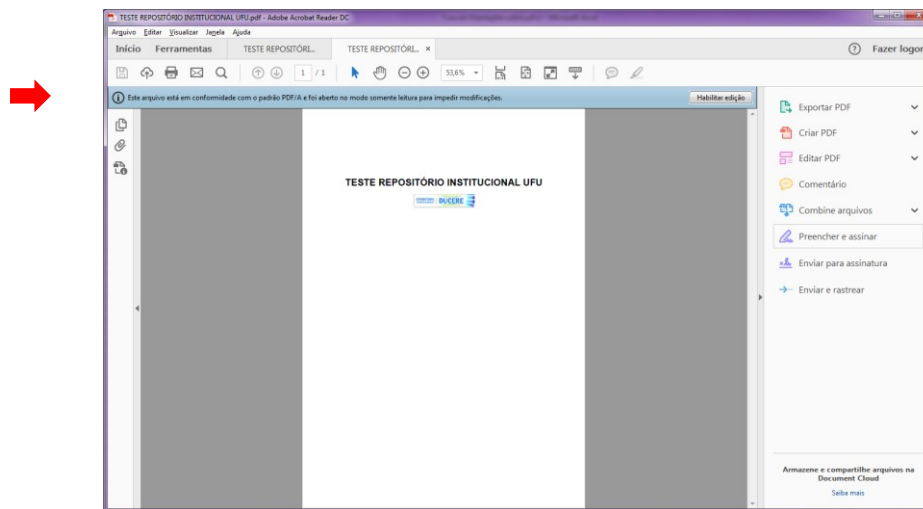 TESTE REPOSITÓRIO INSTITUCIONAL UFU.pdf - Adobe Acrobat Reader DC
Arquivo Editar Visualizar Janela Ajuda
Início Ferramentas TESTE REPOSITÓRI... TESTE REPOSITÓRI... × Fazer logon
1 / 1 53,6%
Este arquivo está em conformidade com o padrão PDF/A e foi aberto no modo somente leitura para impedir modificações. Habilitar edição
TESTE REPOSITÓRIO INSTITUCIONAL UFU
DUCERE
Exportar PDF
Criar PDF
Editar PDF
Comentário
Combine arquivos
Preencher e assinar
Enviar para assinatura
Enviar e rastrear
Armazene e compartilhe arquivos na
Document Cloud
Saiba mais